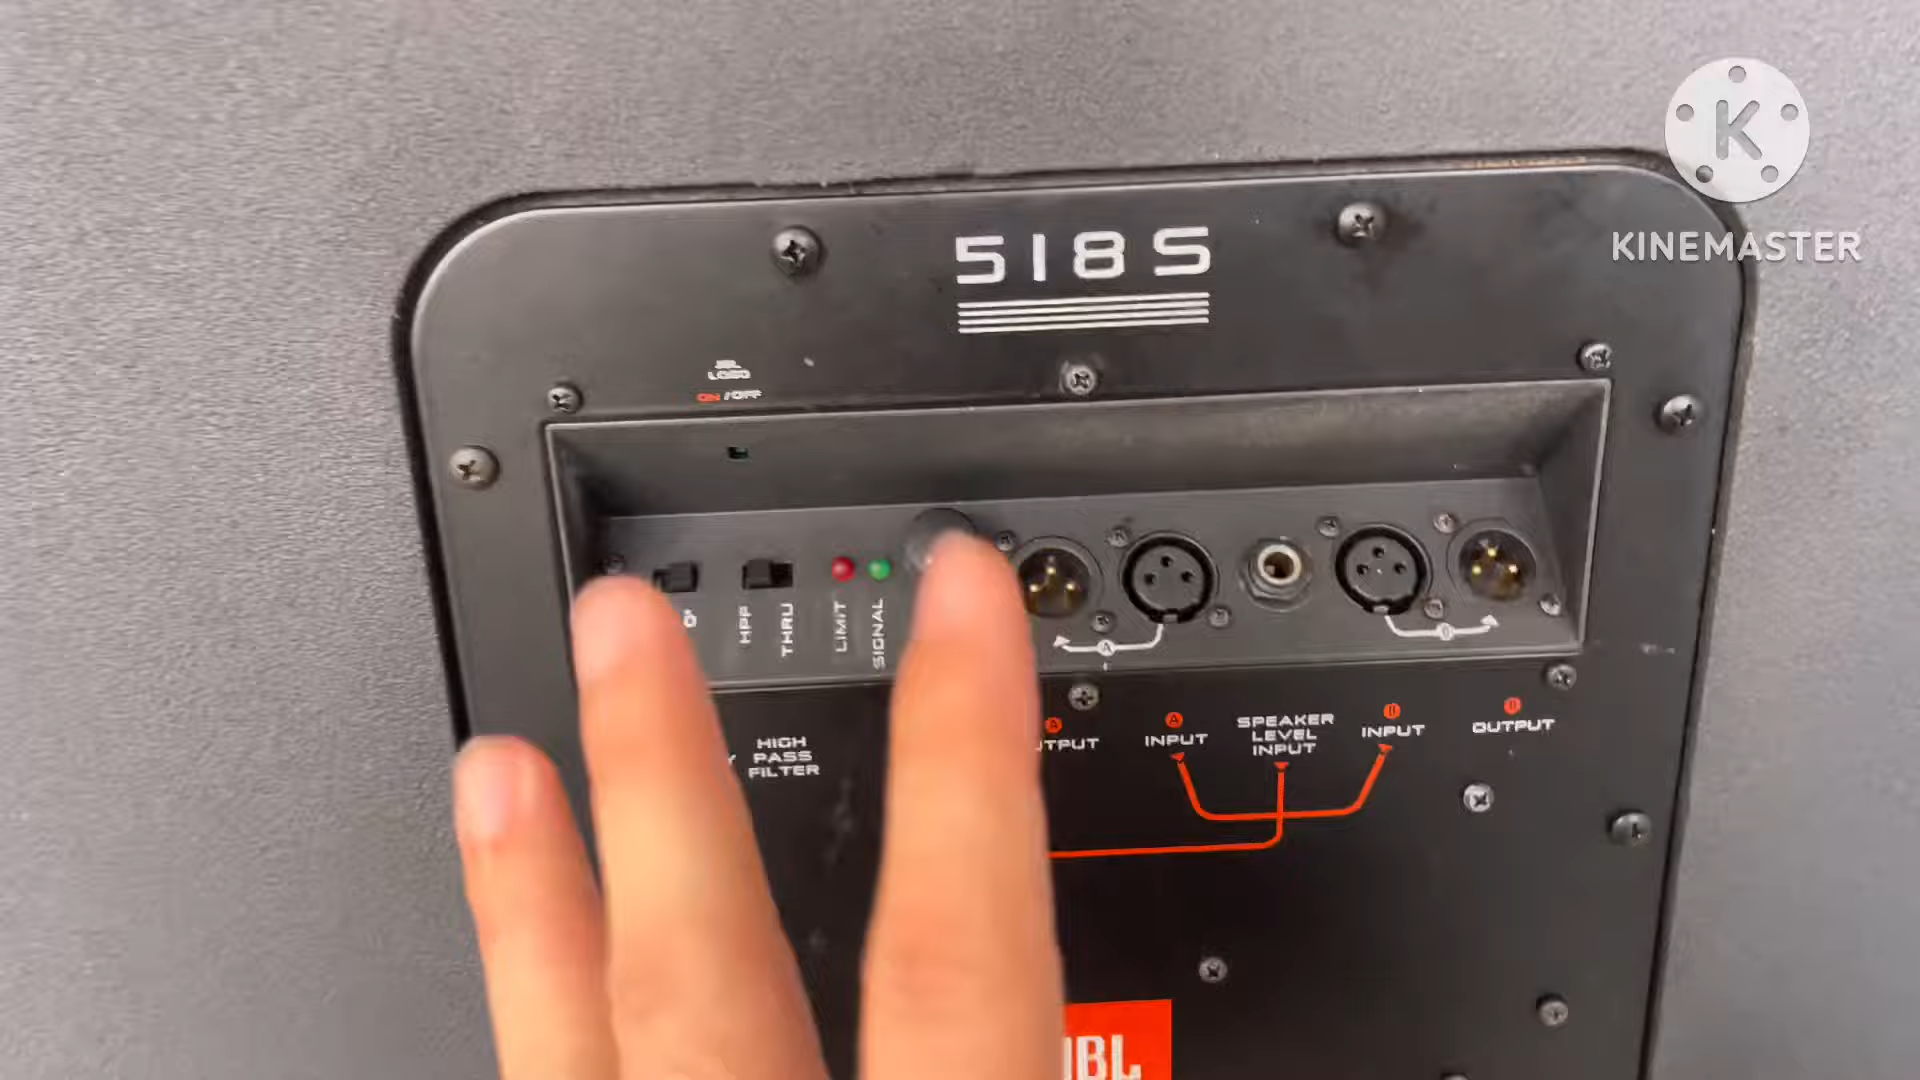 KINEMASTER
518S
JBL
LOGO
ON / OFF
HPF
THRU
LIMIT
SIGNAL
A
B
HIGH
PASS
FILTER
A
A
INPUT
SPEAKER
LEVEL
INPUT
B
INPUT
B
OUTPUT
JBL